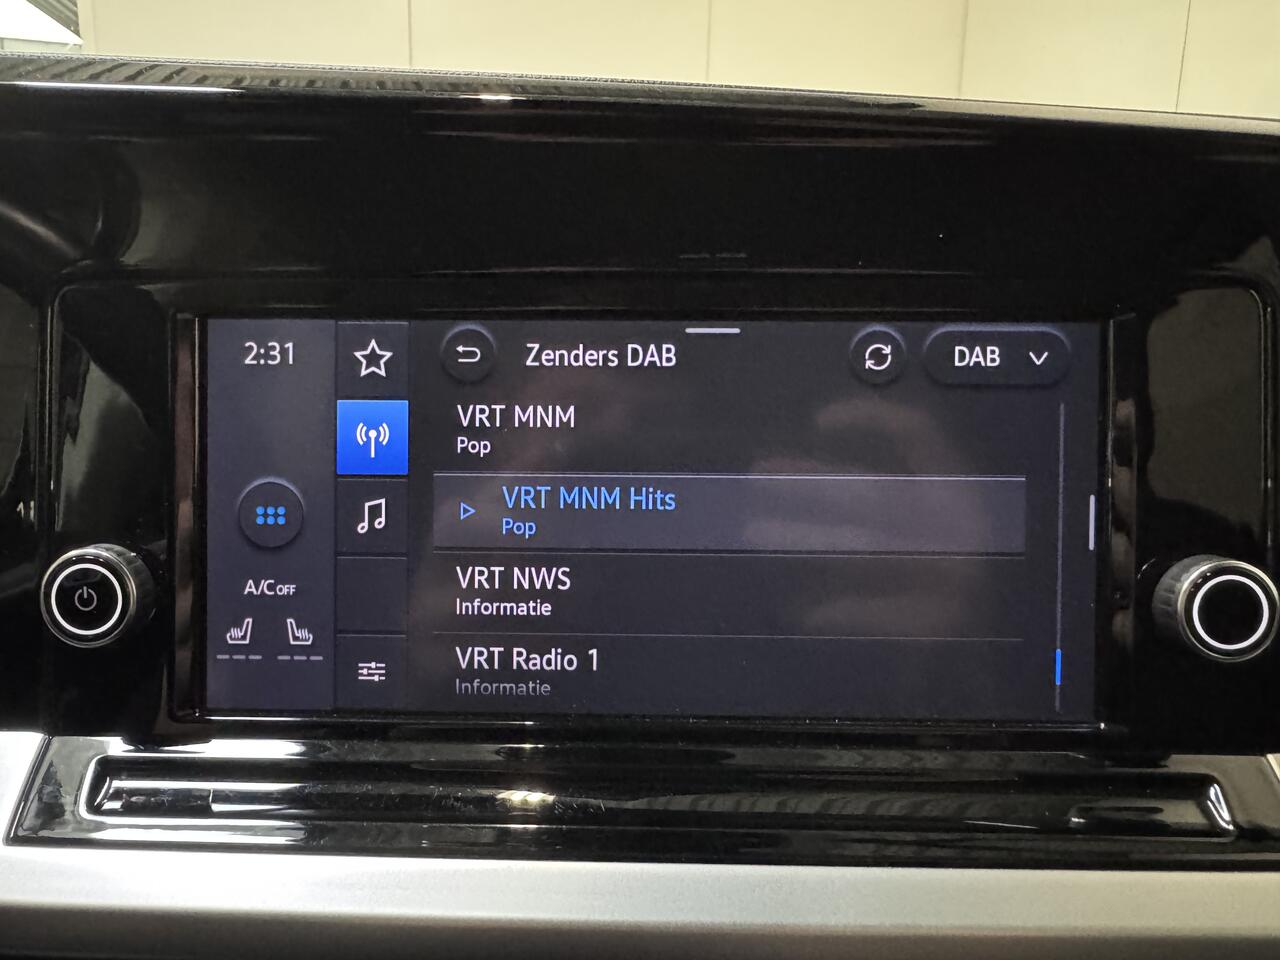 2:31
Zenders DAB
DAB
VRT MNM
Pop
VRT MNM Hits
Pop
VRT NWS
Informatie
VRT Radio 1
Informatie
A/C OFF